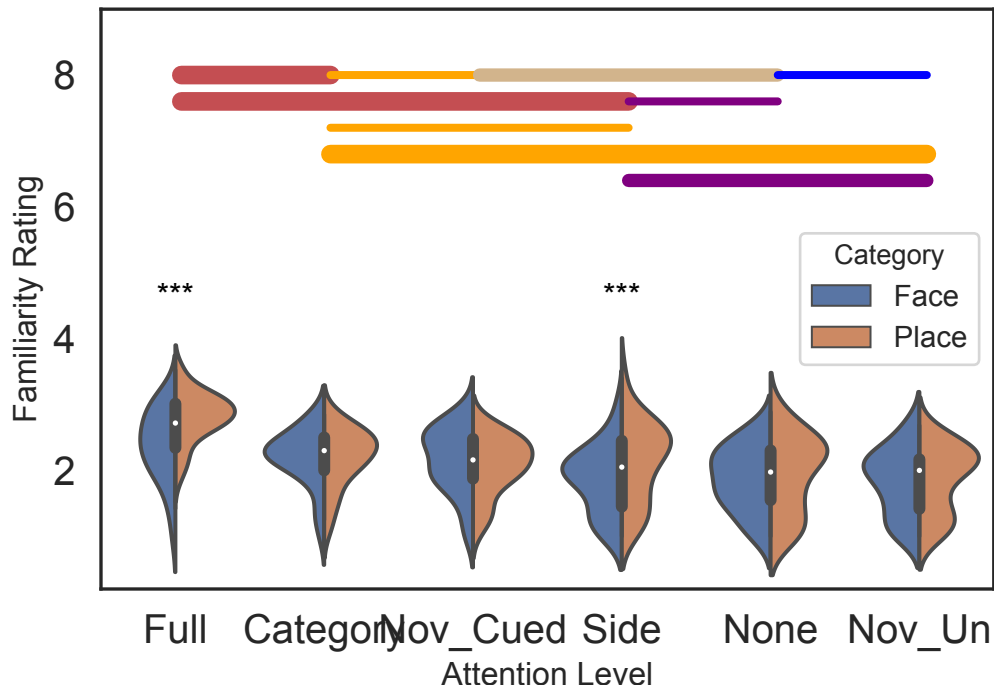 8
6
4
2
Familiarity Rating
***
***
Category
Face
Place
Full Category Nov_Cued Side None Nov_Un
Attention Level